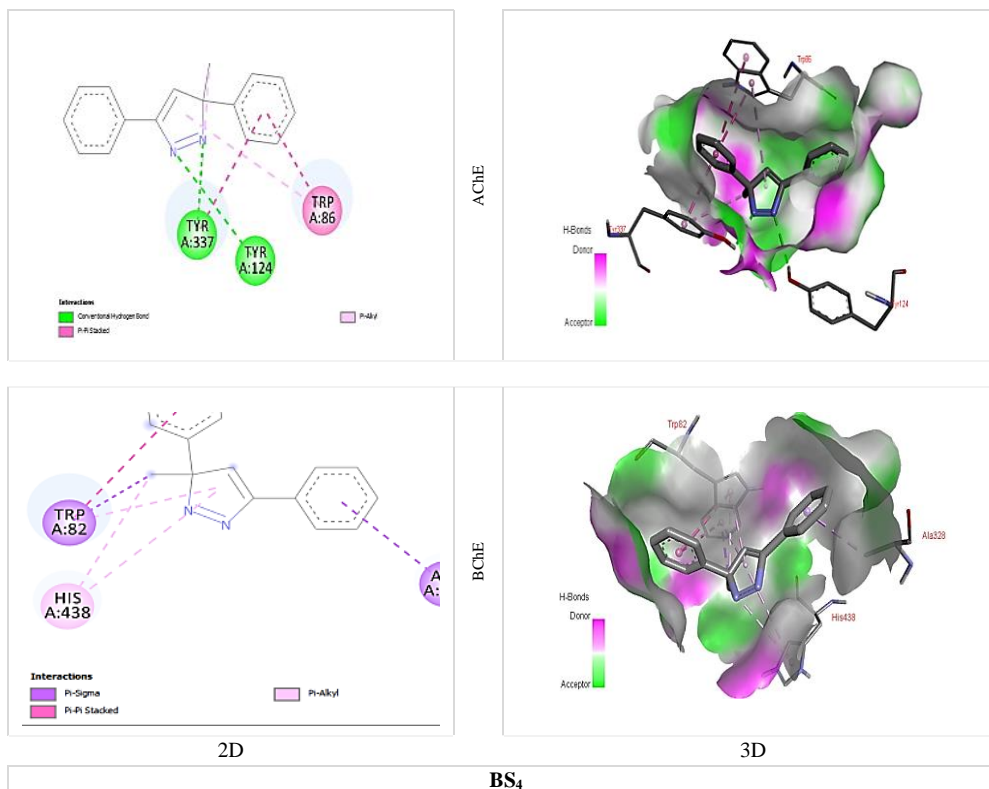 N
N
TYR
A:337
TYR
A:124
TRP
A:86
Interactions
Conventional Hydrogen Bond
Pi-Pi Stacked
Pi-Alkyl
AChE
Trp86
H-Bonds
Donor
Acceptor
TRP
A:82
HIS
A:438
N
N
A
A:
Interactions
Pi-Sigma
Pi-Pi Stacked
Pi-Alkyl
BChE
Trp82
Ala328
His438
H-Bonds
Donor
Acceptor
2D
3D
BS₄